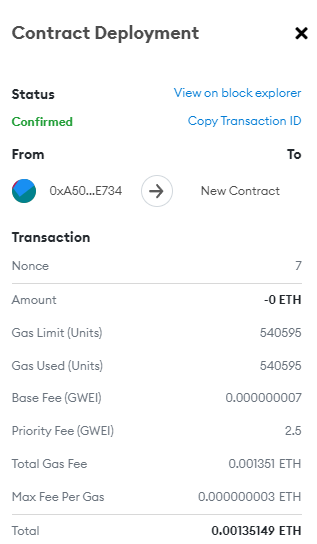 Contract Deployment
Status
View on block explorer
Confirmed
Copy Transaction ID
From
To
0xA50...E734
New Contract
Transaction
Nonce 7
Amount -0 ETH
Gas Limit (Units) 540595
Gas Used (Units) 540595
Base Fee (GWEI) 0.000000007
Priority Fee (GWEI) 2.5
Total Gas Fee 0.001351 ETH
Max Fee Per Gas 0.000000003 ETH
Total 0.00135149 ETH